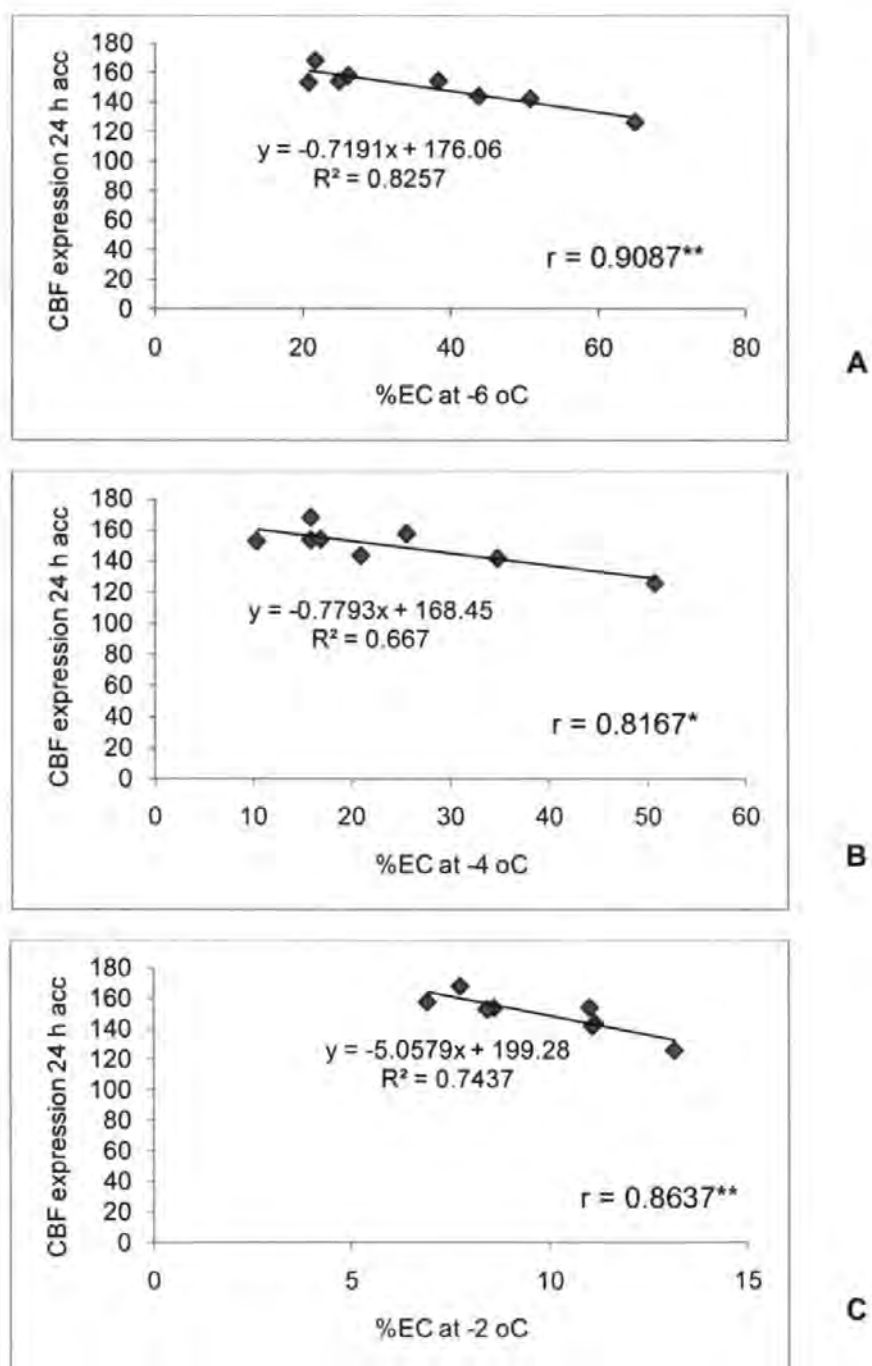 180
160
140
120
100
80
60
40
20
0
CBF expression 24 h acc
y = -0.7191x + 176.06
R² = 0.8257
r = 0.9087**
0 20 40 60 80
%EC at -6 oC
A
180
160
140
120
100
80
60
40
20
0
CBF expression 24 h acc
y = -0.7793x + 168.45
R² = 0.667
r = 0.8167*
0 10 20 30 40 50 60
%EC at -4 oC
B
180
160
140
120
100
80
60
40
20
0
CBF expression 24 h acc
y = -5.0579x + 199.28
R² = 0.7437
r = 0.8637**
0 5 10 15
%EC at -2 oC
C